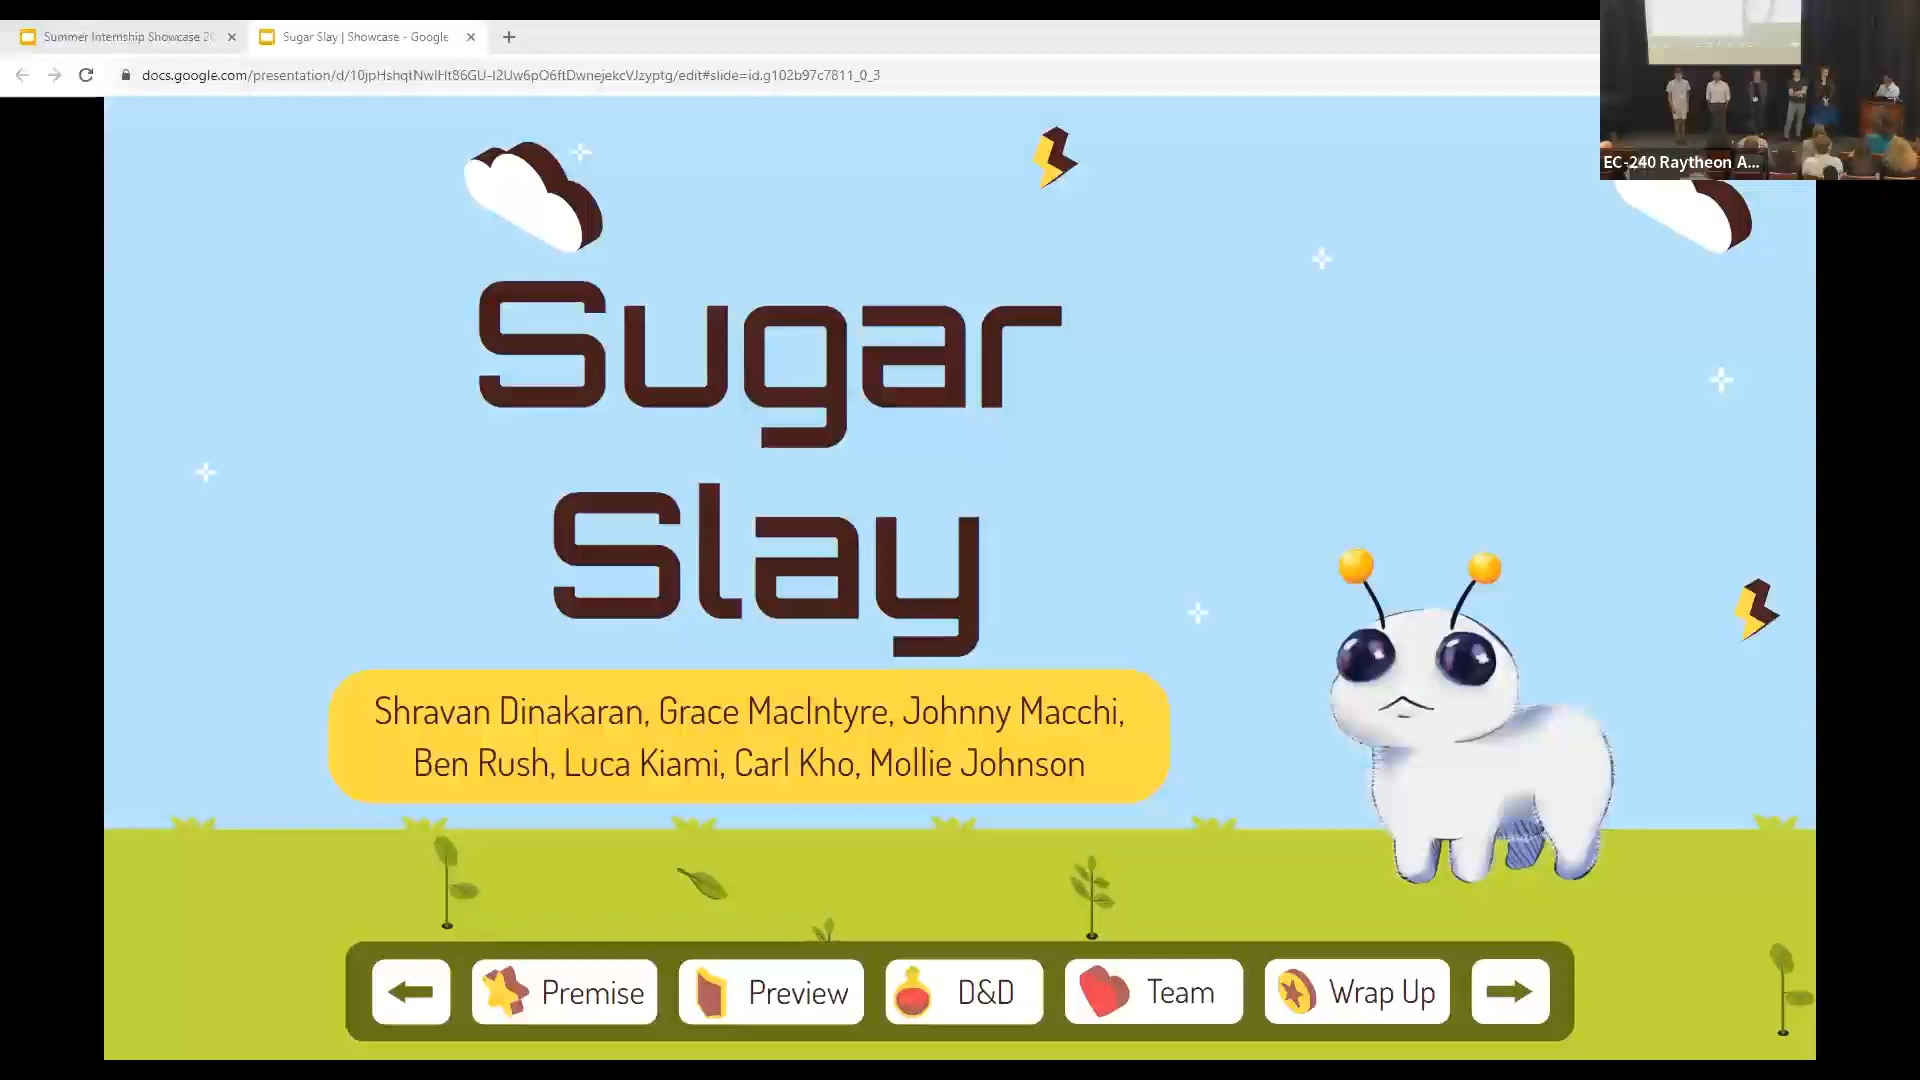 Summer Internship Showcase 20
Sugar Slay | Showcase - Google
docs.google.com/presentation/d/10jpHshqtNwlHt86GU-I2Uw6pO6ftDwnejekcVJzyptg/edit#slide=id.g102b97c7811_0_3
EC-240 Raytheon A...
Sugar
Slay
Shravan Dinakaran, Grace MacIntyre, Johnny Macchi,
Ben Rush, Luca Kiami, Carl Kho, Mollie Johnson
Premise Preview D&D Team Wrap Up